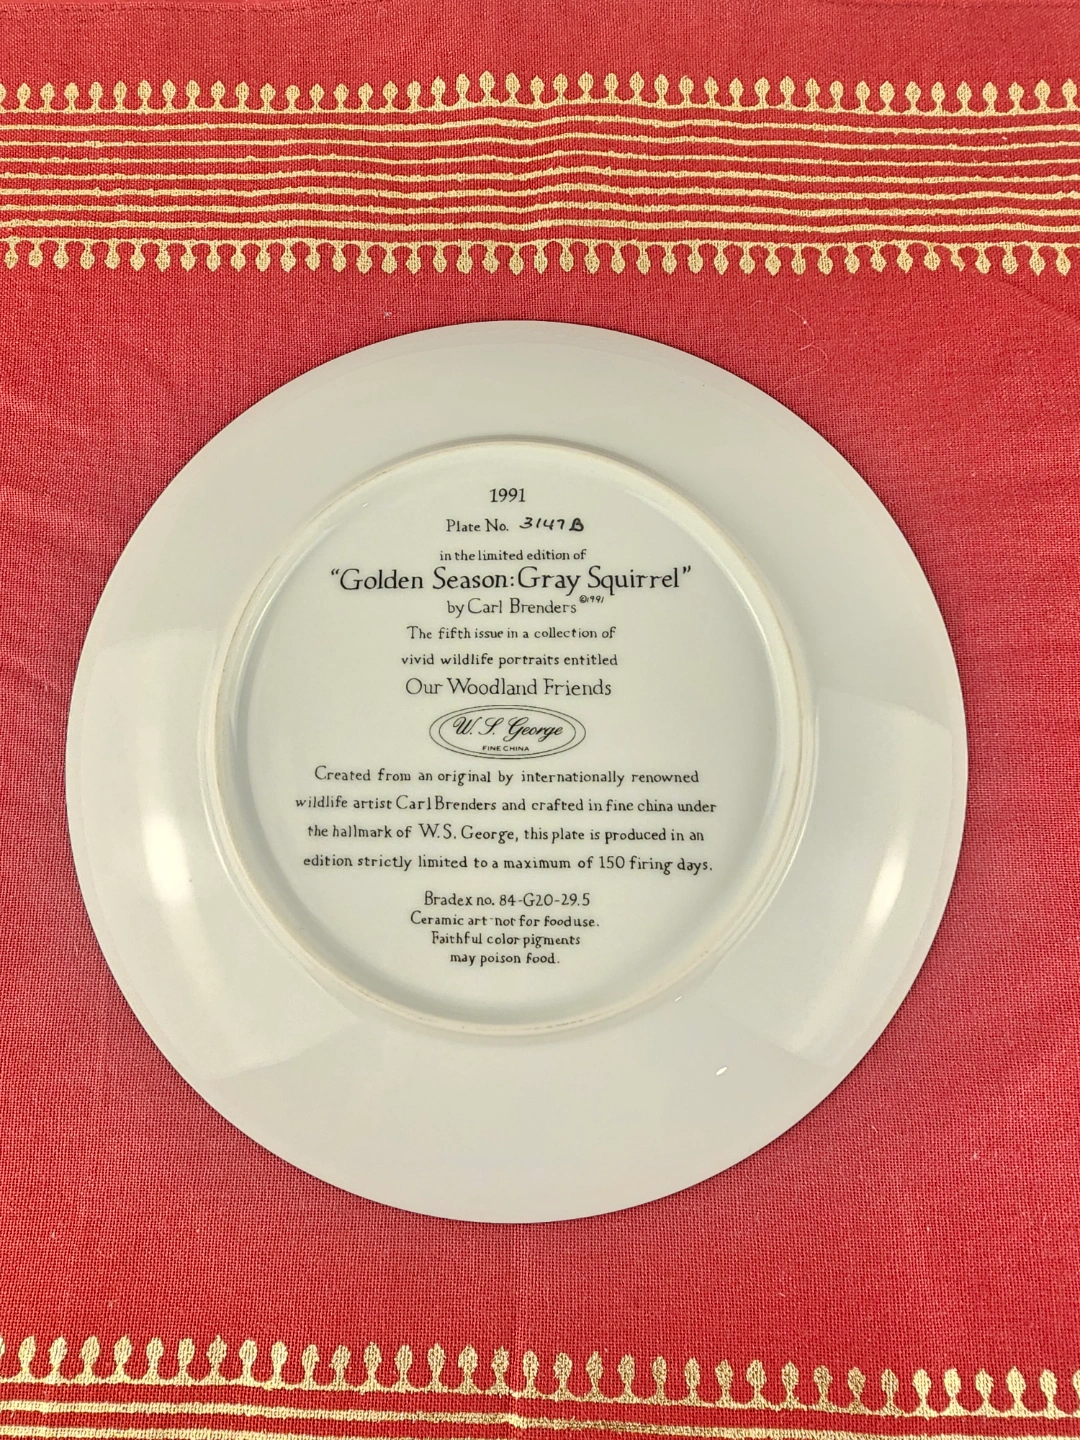 1991
Plate No. 3147B
in the limited edition of
“Golden Season: Gray Squirrel”
by Carl Brenders ©1991
The fifth issue in a collection of
vivid wildlife portraits entitled
Our Woodland Friends
W. S. George
FINE CHINA
Created from an original by internationally renowned
wildlife artist Carl Brenders and crafted in fine china under
the hallmark of W. S. George, this plate is produced in an
edition strictly limited to a maximum of 150 firing days.
Bradex no. 84-G20-29.5
Ceramic art - not for food use.
Faithful color pigments
may poison food.